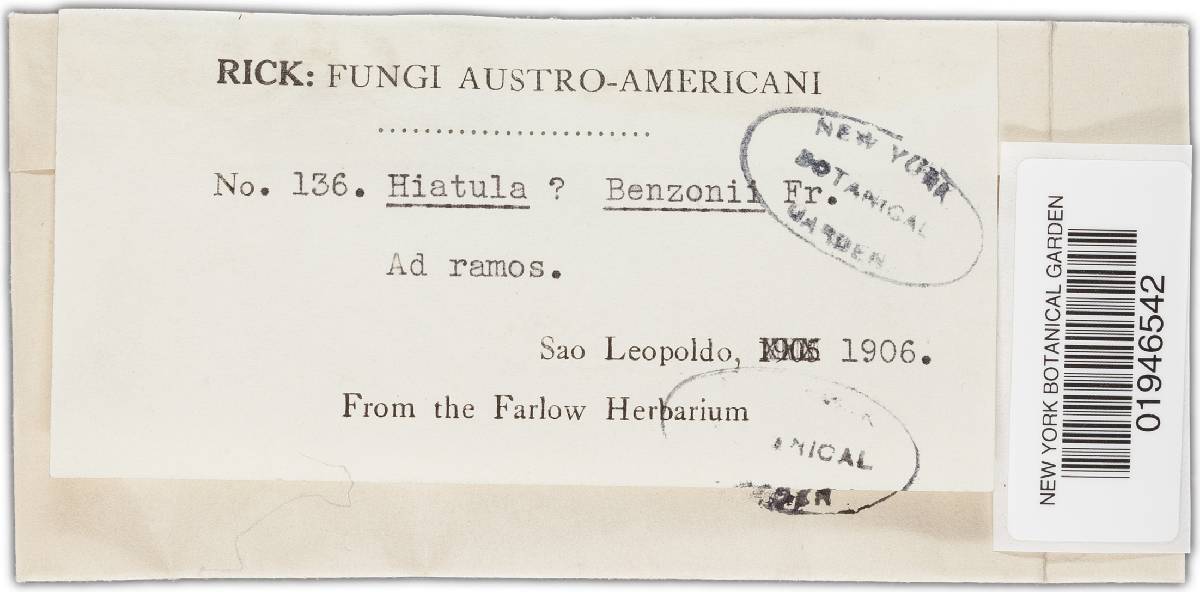 RICK: FUNGI AUSTRO-AMERICANI
........................
No. 136. Hiatula ? Benzonii Fr.
Ad ramos.
Sao Leopoldo, 1906.
From the Farlow Herbarium
NEW YORK
BOTANICAL
GARDEN
NEW YORK BOTANICAL GARDEN
01946542